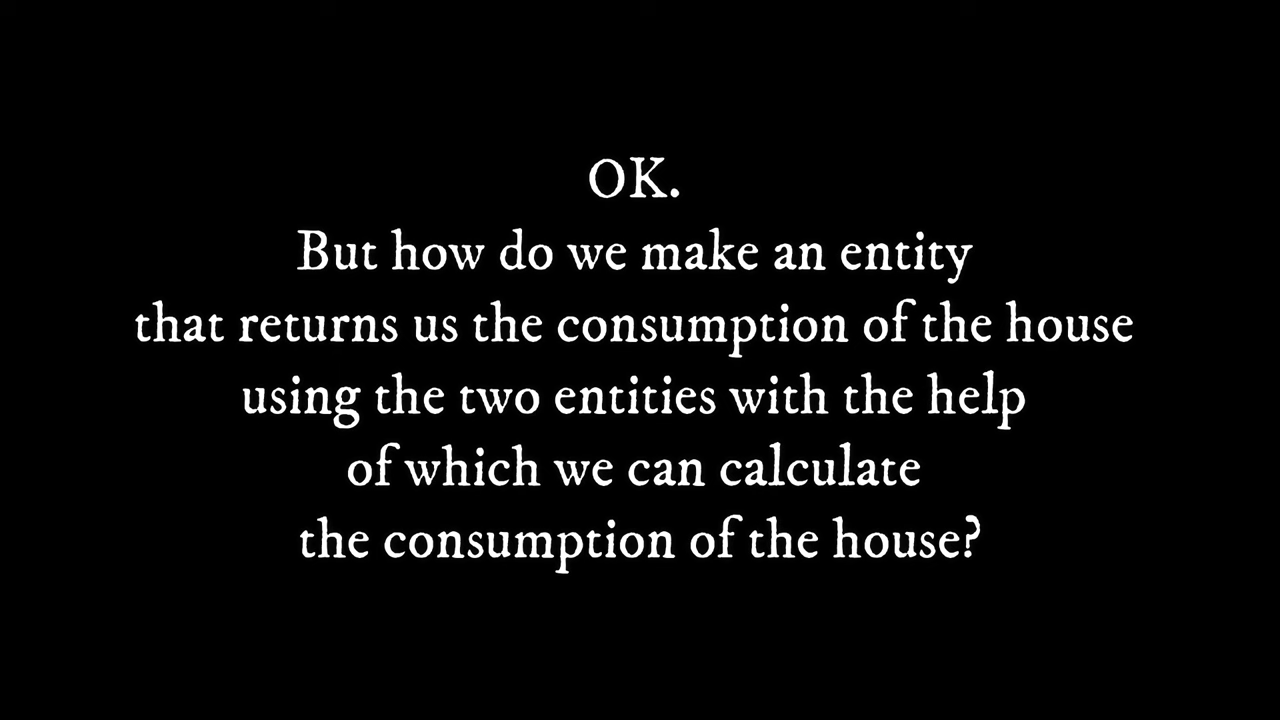 OK.
But how do we make an entity
that returns us the consumption of the house
using the two entities with the help
of which we can calculate
the consumption of the house?